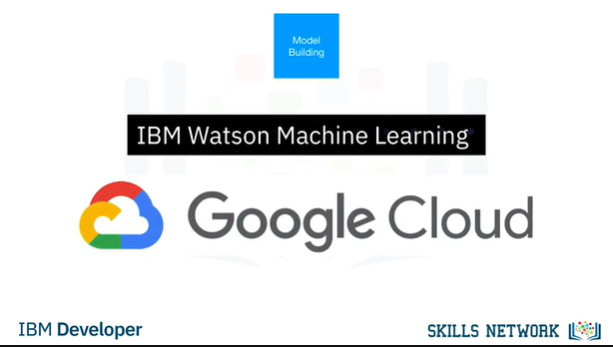 Model
Building
IBM Watson Machine Learning
Google Cloud
IBM Developer
SKILLS NETWORK